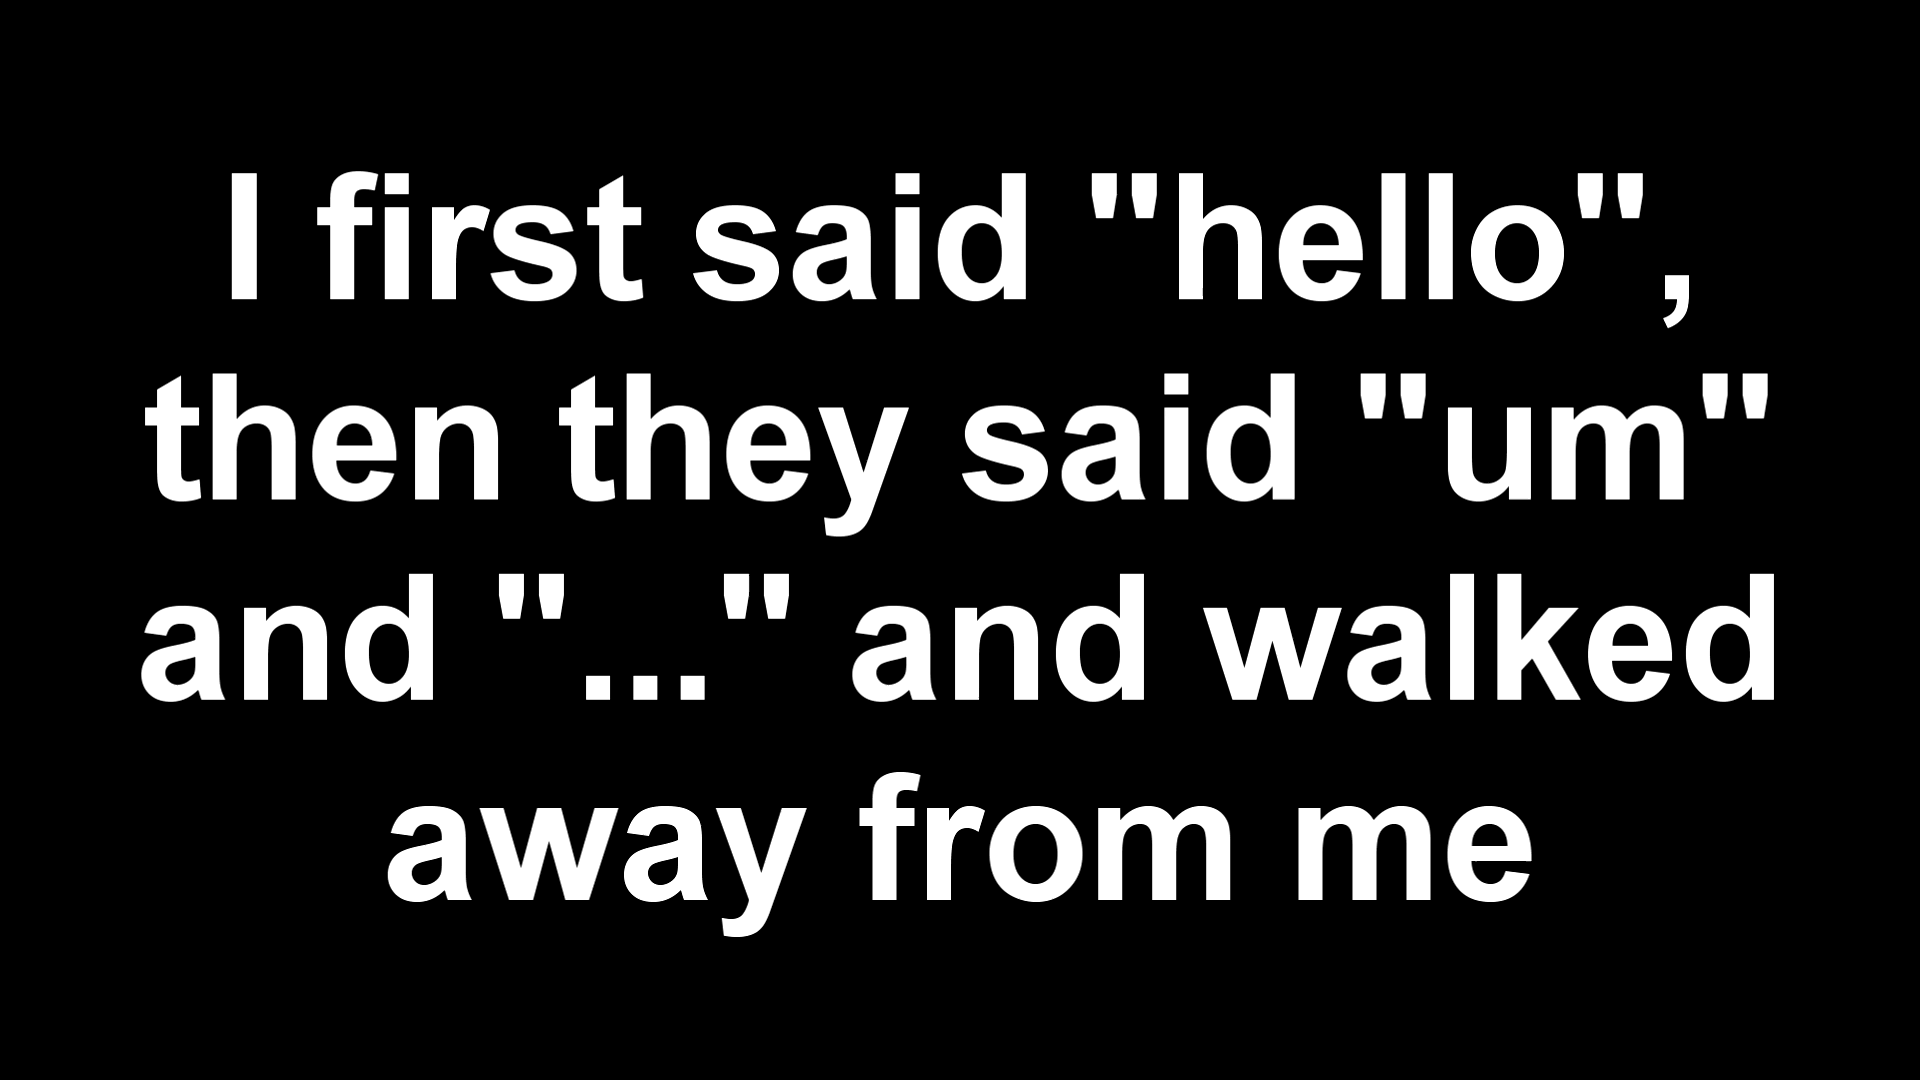 I first said "hello",
then they said "um"
and "..." and walked
away from me